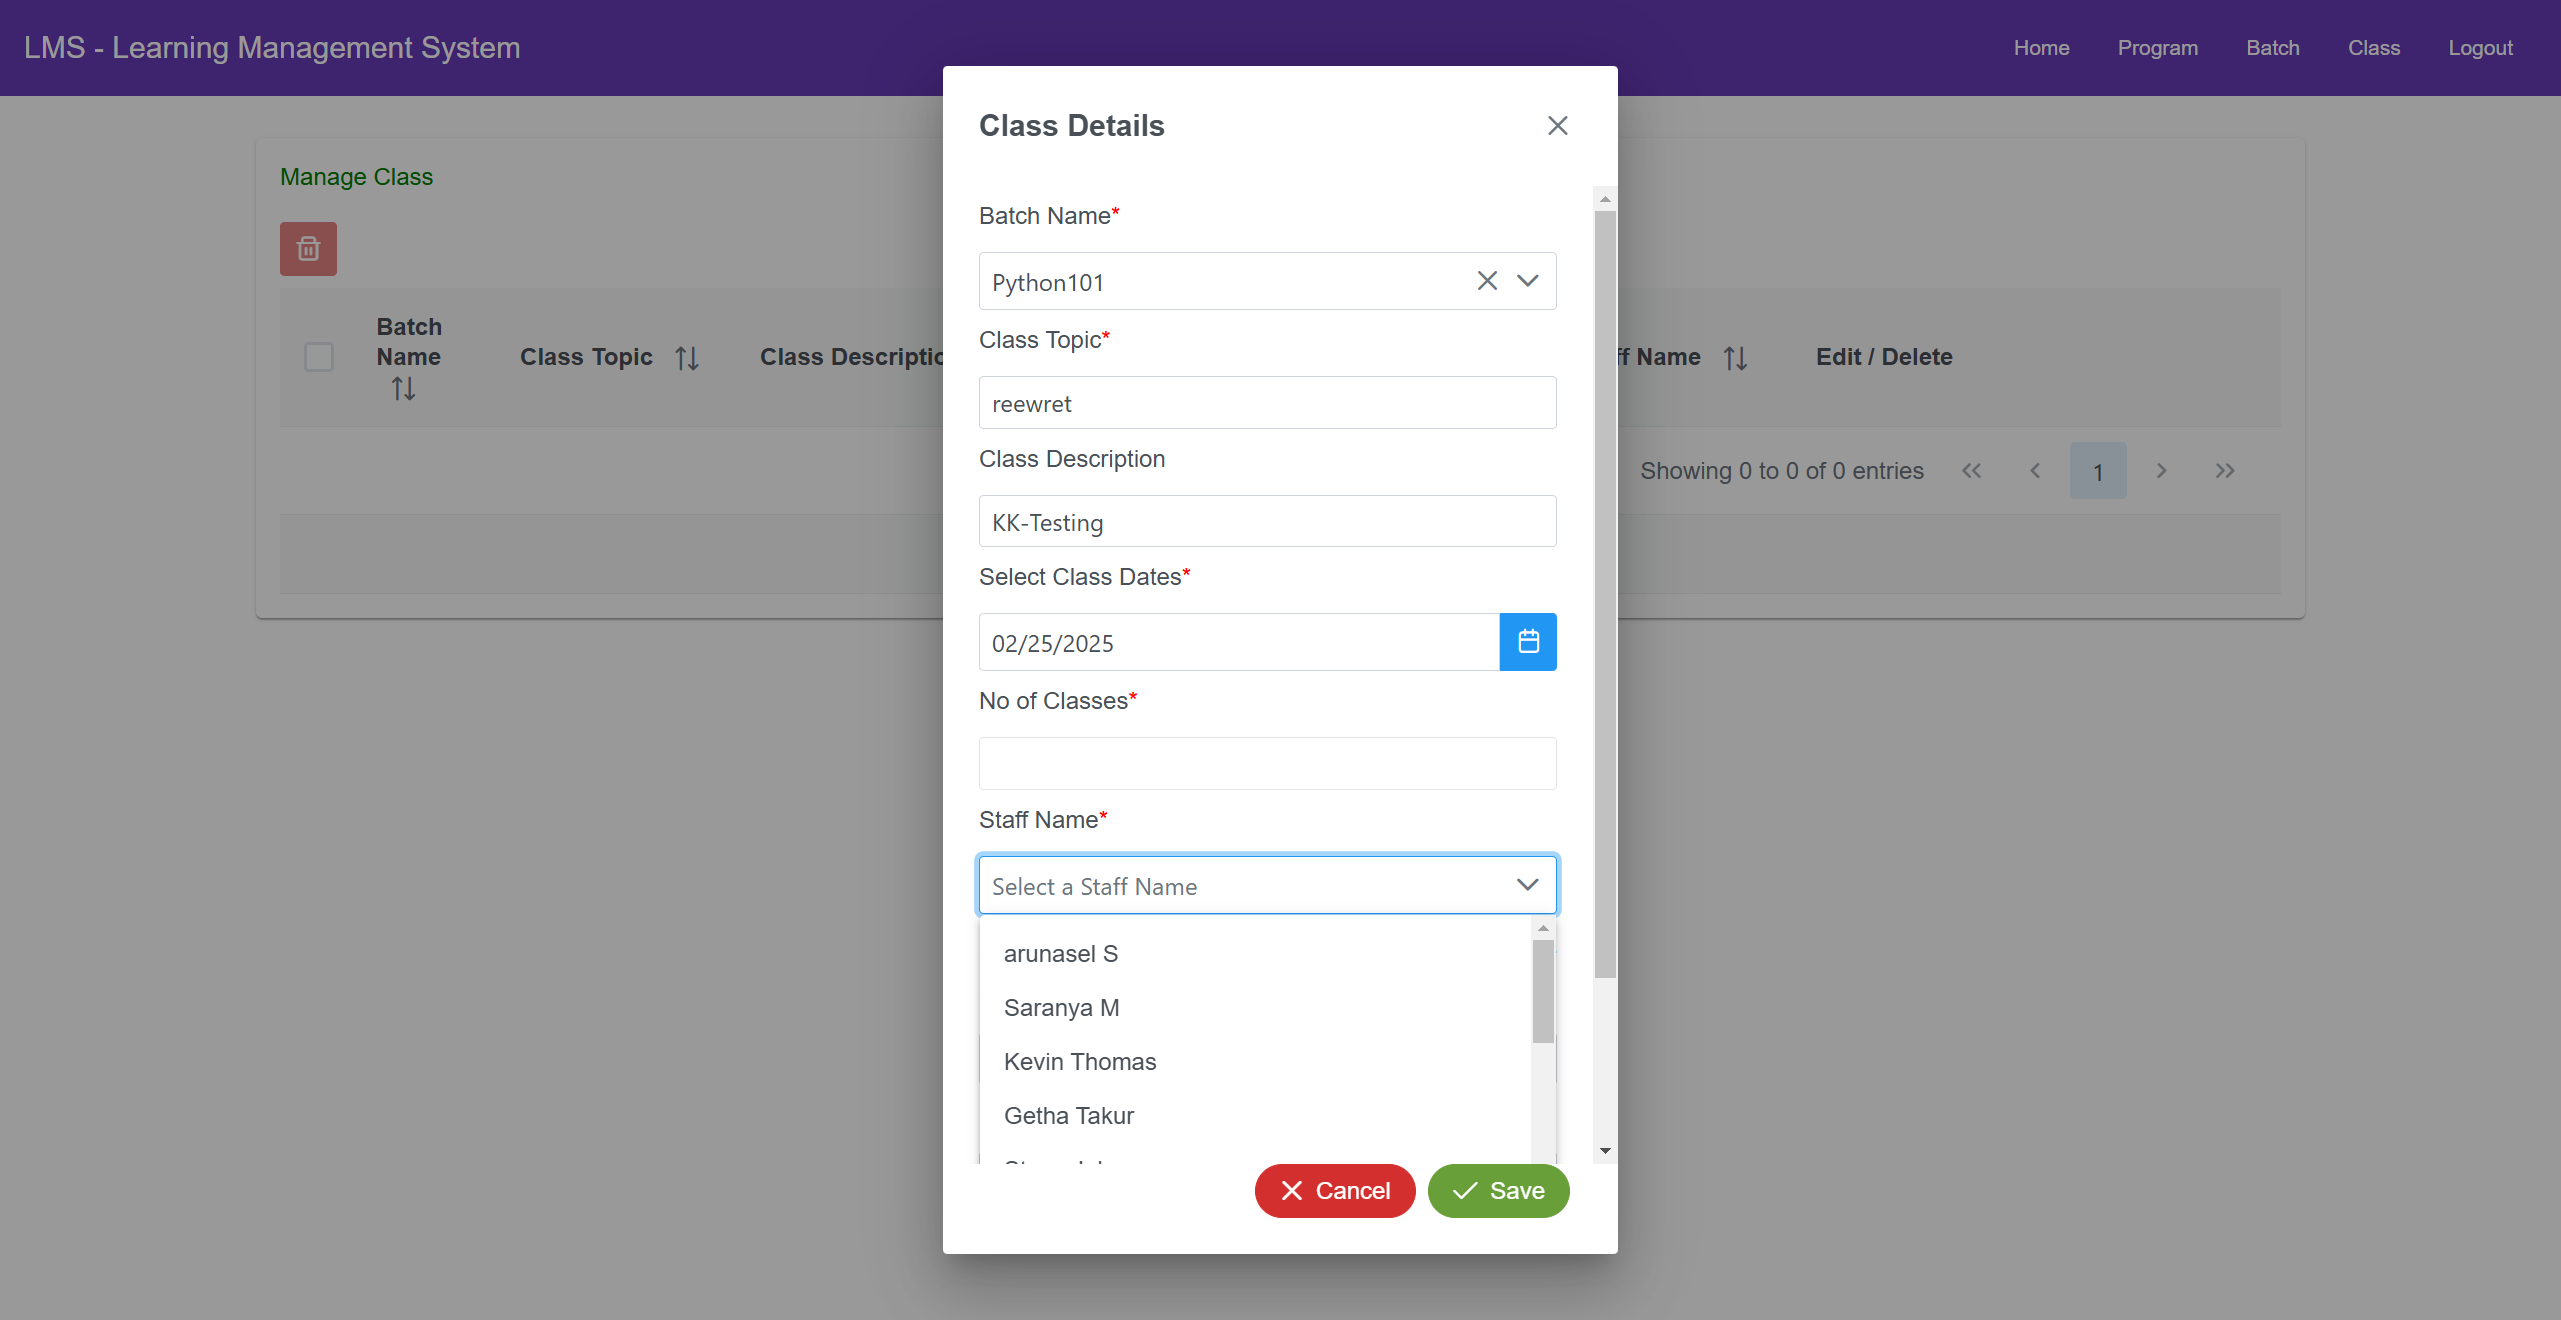 LMS - Learning Management System
Home Program Batch Class Logout
Manage Class
Batch Name
Class Topic
Class Descriptio
ff Name
Edit / Delete
Showing 0 to 0 of 0 entries
1
Class Details
Batch Name*
Python101
Class Topic*
reewret
Class Description
KK-Testing
Select Class Dates*
02/25/2025
No of Classes*
Staff Name*
Select a Staff Name
arunasel S
Saranya M
Kevin Thomas
Getha Takur
Cancel
Save